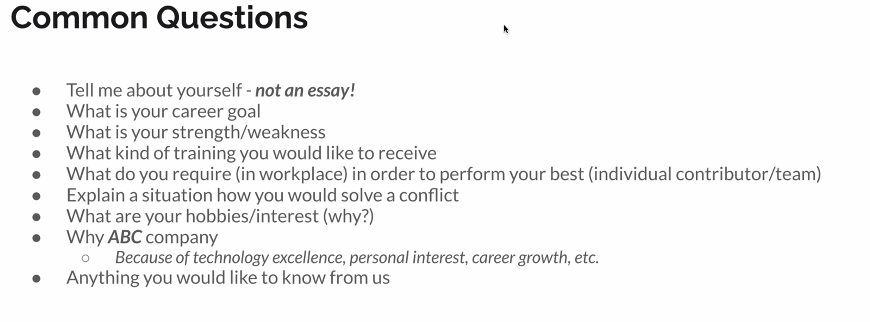 Common Questions
● Tell me about yourself - not an essay!
● What is your career goal
● What is your strength/weakness
● What kind of training you would like to receive
● What do you require (in workplace) in order to perform your best (individual contributor/team)
● Explain a situation how you would solve a conflict
● What are your hobbies/interest (why?)
● Why ABC company
○ Because of technology excellence, personal interest, career growth, etc.
● Anything you would like to know from us